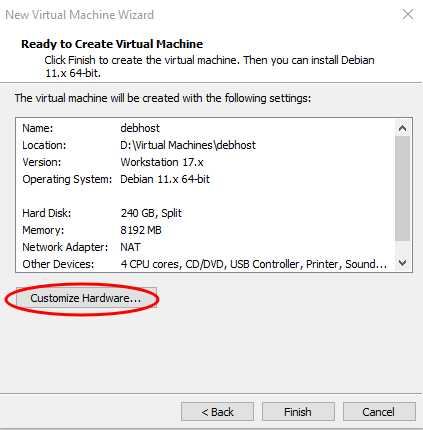 New Virtual Machine Wizard
Ready to Create Virtual Machine
Click Finish to create the virtual machine. Then you can install Debian
11.x 64-bit.
The virtual machine will be created with the following settings:
Name: debhost
Location: D:\Virtual Machines\debhost
Version: Workstation 17.x
Operating System: Debian 11.x 64-bit
Hard Disk: 240 GB, Split
Memory: 8192 MB
Network Adapter: NAT
Other Devices: 4 CPU cores, CD/DVD, USB Controller, Printer, Sound...
Customize Hardware...
< Back Finish Cancel